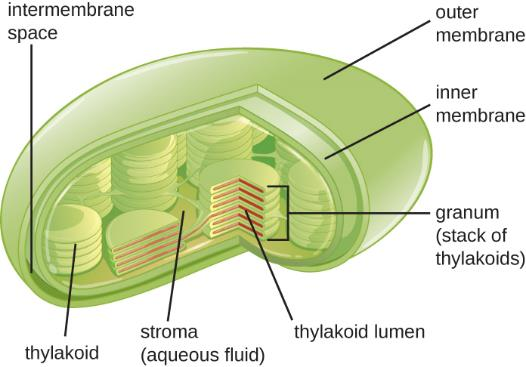 intermembrane
space
outer
membrane
inner
membrane
granum
(stack of
thylakoids)
thylakoid lumen
stroma
(aqueous fluid)
thylakoid